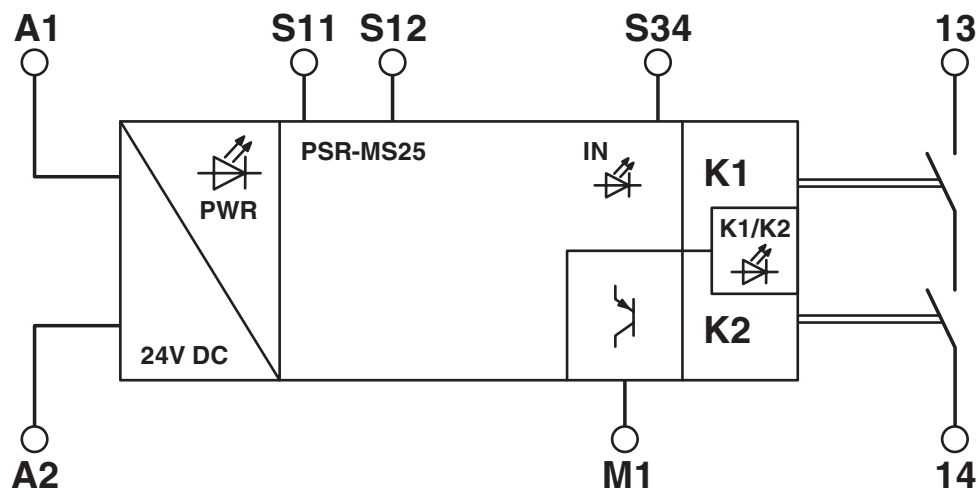 A1 S11 S12 S34 13
PSR-MS25 IN K1
PWR K1/K2
24V DC K2
A2 M1 14